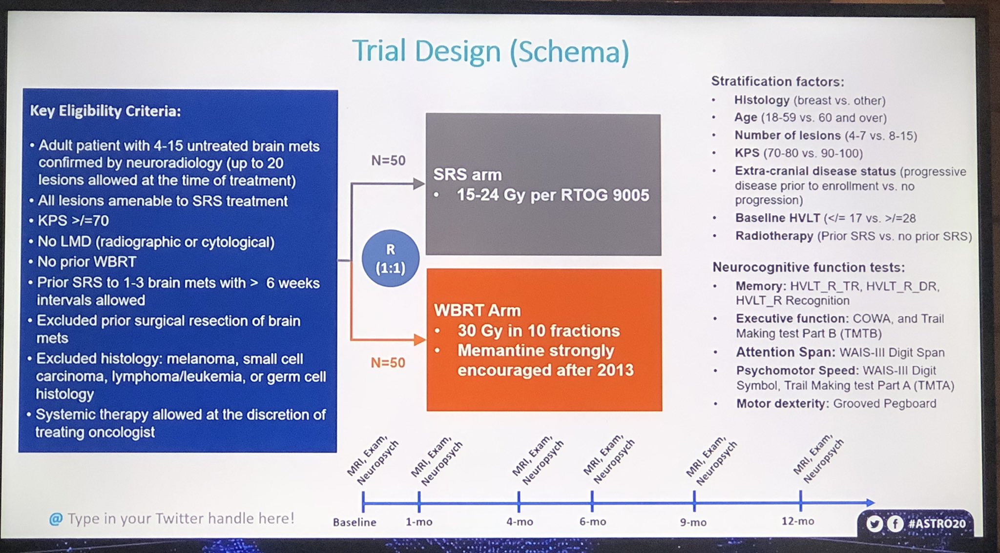 Trial Design (Schema)
Key Eligibility Criteria:
• Adult patient with 4-15 untreated brain mets
confirmed by neuroradiology (up to 20
lesions allowed at the time of treatment)
• All lesions amenable to SRS treatment
• KPS >/=70
• No LMD (radiographic or cytological)
• No prior WBRT
• Prior SRS to 1-3 brain mets with > 6 weeks
intervals allowed
• Excluded prior surgical resection of brain
mets
• Excluded histology: melanoma, small cell
carcinoma, lymphoma/leukemia, or germ cell
histology
• Systemic therapy allowed at the discretion of
treating oncologist
R
(1:1)
N=50
SRS arm
• 15-24 Gy per RTOG 9005
N=50
WBRT Arm
• 30 Gy in 10 fractions
• Memantine strongly
encouraged after 2013
Stratification factors:
• Histology (breast vs. other)
• Age (18-59 vs. 60 and over)
• Number of lesions (4-7 vs. 8-15)
• KPS (70-80 vs. 90-100)
• Extra-cranial disease status (progressive
disease prior to enrollment vs. no
progression)
• Baseline HVLT (</= 17 vs. >/=28
• Radiotherapy (Prior SRS vs. no prior SRS)
Neurocognitive function tests:
• Memory: HVLT_R_TR, HVLT_R_DR,
HVLT_R Recognition
• Executive function: COWA, and Trail
Making test Part B (TMTB)
• Attention Span: WAIS-III Digit Span
• Psychomotor Speed: WAIS-III Digit
Symbol, Trail Making test Part A (TMTA)
• Motor dexterity: Grooved Pegboard
MRI, Exam,
Neuropsych
MRI, Exam,
Neuropsych
MRI, Exam,
Neuropsych
MRI, Exam,
Neuropsych
MRI, Exam,
Neuropsych
MRI, Exam,
Neuropsych
Baseline
1-mo
4-mo
6-mo
9-mo
12-mo
@ Type in your Twitter handle here!
#ASTRO20